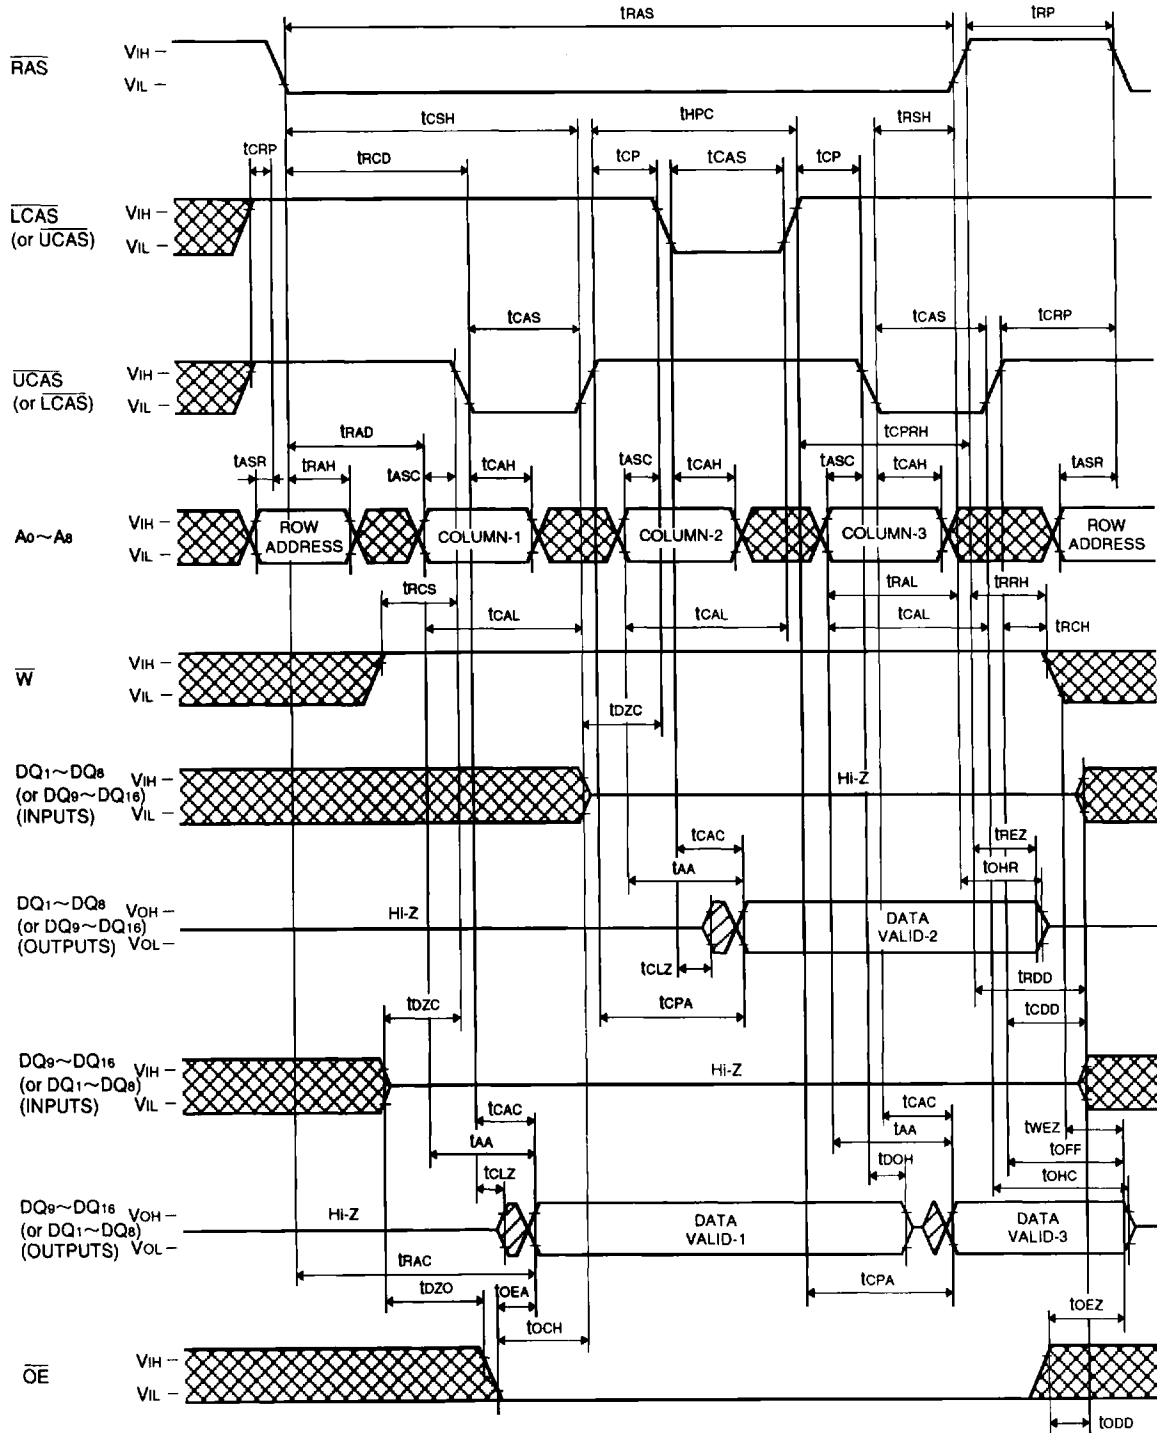 tRAS tRP
RAS VIH
VIL
tCSH tHPC tRSH
tCRP tRCD tCP tCAS tCP
LCAS VIH
(or UCAS) VIL
tCAS tCAS tCRP
UCAS VIH
(or LCAS) VIL
tRAD tCPRH
tASR tRAH tASC tCAH tASC tCAH tASC tCAH tASR
A0~A8 VIH
VIL
ROW ADDRESS COLUMN-1 COLUMN-2 COLUMN-3 ROW ADDRESS
tRCS tRAL tRRH
tCAL tCAL tCAL tRCH
W VIH
VIL
tDZC
DQ1~DQ8 VIH
(or DQ9~DQ16) Hi-Z
(INPUTS) VIL
tCAC tREZ
tAA tOHR
DQ1~DQ8 VOH
(or DQ9~DQ16) Hi-Z DATA VALID-2
(OUTPUTS) VOL
tCLZ tRDD
tDZC tCPA tCDD
DQ9~DQ16 VIH
(or DQ1~DQ8) Hi-Z
(INPUTS) VIL
tCAC tCAC tWEZ
tAA tAA tOFF
tCLZ tDOH tOHC
DQ9~DQ16 VOH
(or DQ1~DQ8) Hi-Z DATA VALID-1 DATA VALID-3
(OUTPUTS) VOL
tRAC
tDZO tOEA tCPA
tOCH tOEZ
OE VIH
VIL
tODD